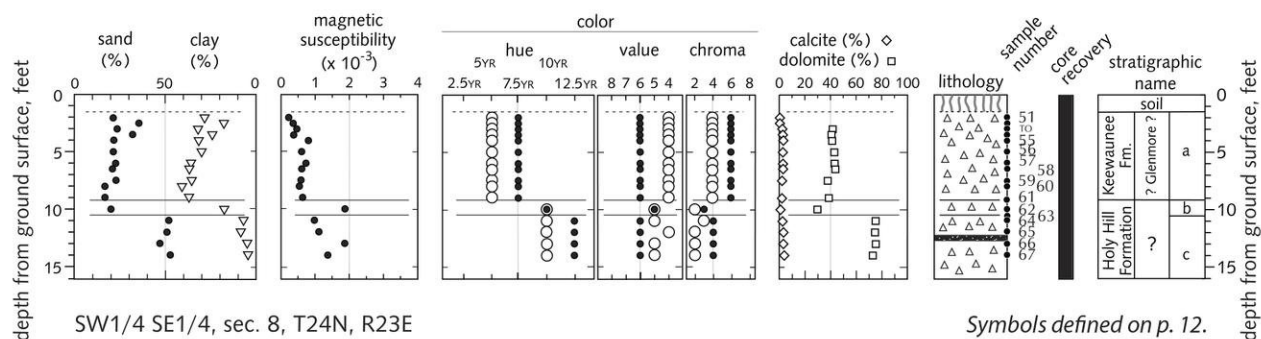 magnetic
color
sand clay susceptibility
(%) (%) (x 10⁻³)
hue value chroma
5YR 10YR
2.5YR 7.5YR 12.5YR
calcite (%)
dolomite (%)
lithology
sample number
core recovery
stratigraphic name
0 50 0
0 2 4
8 7 6 5 4
2 4 6 8
0 40 80 100
depth from ground surface, feet
0
5
10
15
51
TO
55
56
57
58
59
60
61
62
63
64
65
66
67
soil
Keewaunee Fm.
? Glenmore ?
a
b
Holy Hill Formation
?
c
0
5
10
15
depth from ground surface, feet
SW1/4 SE1/4, sec. 8, T24N, R23E
Symbols defined on p. 12.